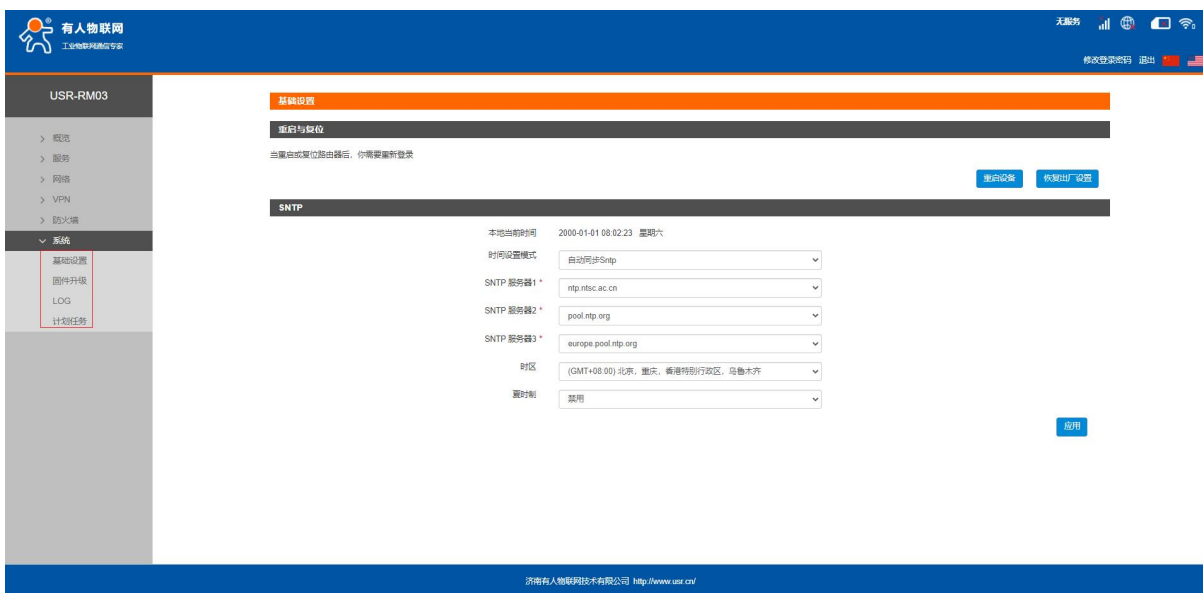 有人物联网
工业物联网通信专家
无服务
修改登录密码 退出
USR-RM03
概览
服务
网络
VPN
防火墙
系统
基础设置
固件升级
LOG
计划任务
基础设置
重启与复位
当重启或复位路由器后，你需要重新登录
重启设备 恢复出厂设置
SNTP
本地当前时间 2000-01-01 08:02:23 星期六
时间设置模式 自动同步Sntp
SNTP 服务器1 * ntp.ntsc.ac.cn
SNTP 服务器2 * pool.ntp.org
SNTP 服务器3 * europe.pool.ntp.org
时区 (GMT+08:00) 北京，重庆，香港特别行政区，乌鲁木齐
夏时制 禁用
应用
济南有人物联网技术有限公司 http://www.usr.cn/